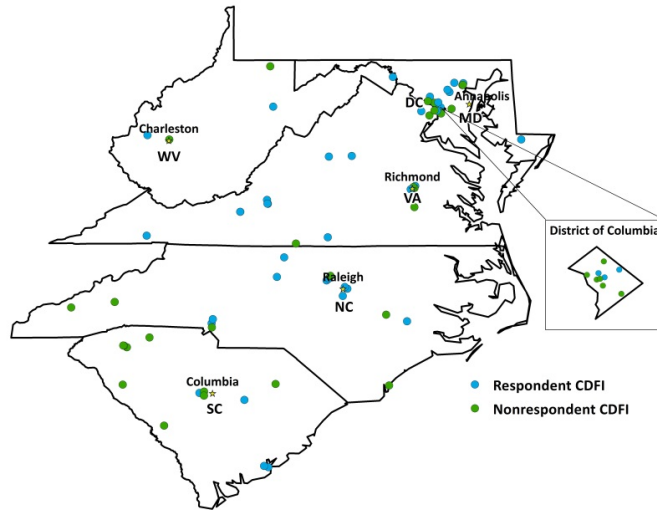 Annapolis
DC
MD
Charleston
WV
Richmond
VA
District of Columbia
Raleigh
NC
Columbia
SC
Respondent CDFI
Nonrespondent CDFI